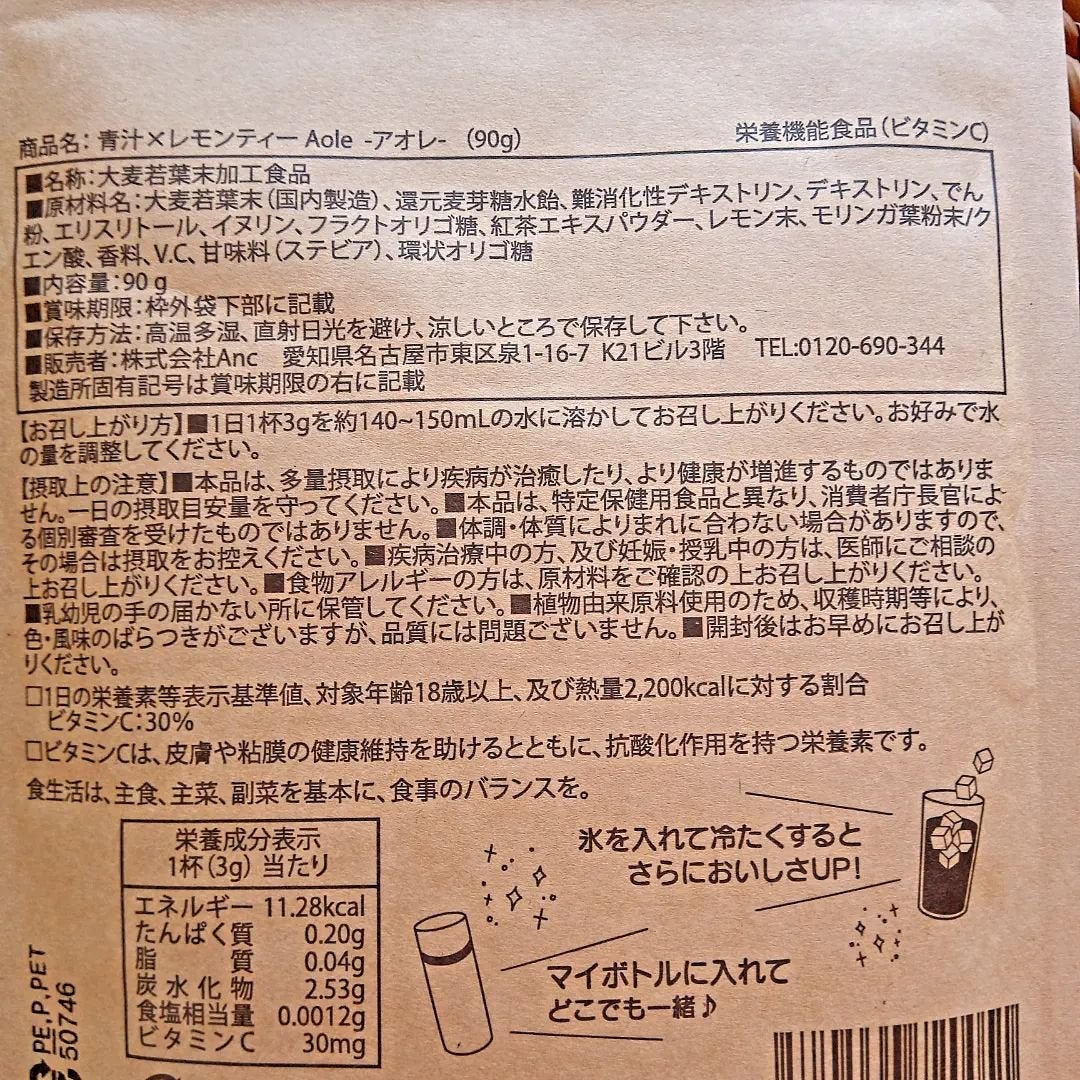 商品名：青汁×レモンティー Aole -アオレ- （90g）
栄養機能食品（ビタミンC）
■名称：大麦若葉末加工食品
■原材料名：大麦若葉末（国内製造）、還元麦芽糖水飴、難消化性デキストリン、デキストリン、でん
粉、エリスリトール、イヌリン、フラクトオリゴ糖、紅茶エキスパウダー、レモン末、モリンガ葉粉末/ク
エン酸、香料、V.C、甘味料（ステビア）、環状オリゴ糖
■内容量：90ｇ
■賞味期限：枠外袋下部に記載
■保存方法：高温多湿、直射日光を避け、涼しいところで保存して下さい。
■販売者：株式会社Anc　愛知県名古屋市東区泉1-16-7 K21ビル3階　TEL:0120-690-344
製造所固有記号は賞味期限の右に記載
【お召し上がり方】■1日1杯3gを約140~150mLの水に溶かしてお召し上がりください。お好みで水
の量を調整してください。
【摂取上の注意】■本品は、多量摂取により疾病が治癒したり、より健康が増進するものではありま
せん。一日の摂取目安量を守ってください。■本品は、特定保健用食品と異なり、消費者庁長官によ
る個別審査を受けたものではありません。■体調・体質によりまれに合わない場合がありますので、
その場合は摂取をお控えください。■疾病治療中の方、及び妊娠・授乳中の方は、医師にご相談の
上お召し上がりください。■食物アレルギーの方は、原材料をご確認の上お召し上がりください。
■乳幼児の手の届かない所に保管してください。■植物由来原料使用のため、収穫時期等により、
色・風味のばらつきがございますが、品質には問題ございません。■開封後はお早めにお召し上が
りください。
□1日の栄養素等表示基準値、対象年齢18歳以上、及び熱量2,200kcalに対する割合
ビタミンC：30%
□ビタミンCは、皮膚や粘膜の健康維持を助けるとともに、抗酸化作用を持つ栄養素です。
食生活は、主食、主菜、副菜を基本に、食事のバランスを。
栄養成分表示
1杯（3g）当たり
エネルギー 11.28kcal
たんぱく質 0.20g
脂質 0.04g
炭水化物 2.53g
食塩相当量 0.0012g
ビタミンC 30mg
氷を入れて冷たくすると
さらにおいしさUP!
マイボトルに入れて
どこでも一緒♪
PE,P,PET
50746